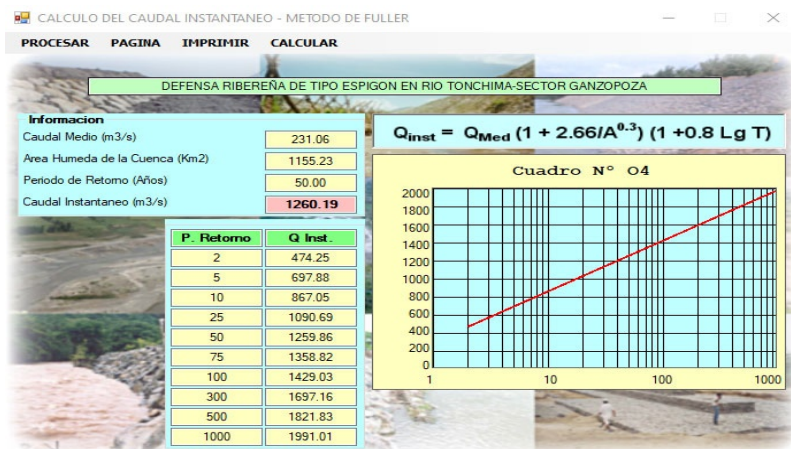 CALCULO DEL CAUDAL INSTANTANEO - METODO DE FULLER
PROCESAR PAGINA IMPRIMIR CALCULAR
DEFENSA RIBEREÑA DE TIPO ESPIGON EN RIO TONCHIMA-SECTOR GANZOPOZA
Informacion
Caudal Medio (m3/s) 231.06
Area Humeda de la Cuenca (Km2) 1155.23
Periodo de Retorno (Años) 50.00
Caudal Instantaneo (m3/s) 1260.19
P. Retorno Q Inst.
2 474.25
5 697.88
10 867.05
25 1090.69
50 1259.86
75 1358.82
100 1429.03
300 1697.16
500 1821.83
1000 1991.01
Qinst = QMed (1 + 2.66/A^0.3) (1 +0.8 Lg T)
Cuadro N° 04
2000
1800
1600
1400
1200
1000
800
600
400
200
0
1 10 100 1000